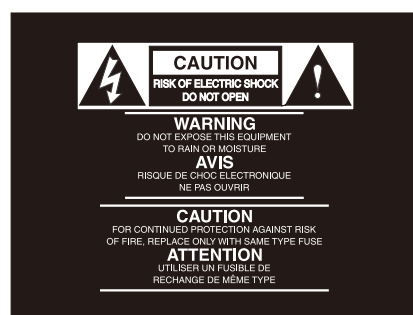 CAUTION
RISK OF ELECTRIC SHOCK
DO NOT OPEN
WARNING
DO NOT EXPOSE THIS EQUIPMENT
TO RAIN OR MOISTURE
AVIS
RISQUE DE CHOC ELECTRONIQUE
NE PAS OUVRIR
CAUTION
FOR CONTINUED PROTECTION AGAINST RISK
OF FIRE, REPLACE ONLY WITH SAME TYPE FUSE
ATTENTION
UTILISER UN FUSIBLE DE
RECHANGE DE MÊME TYPE